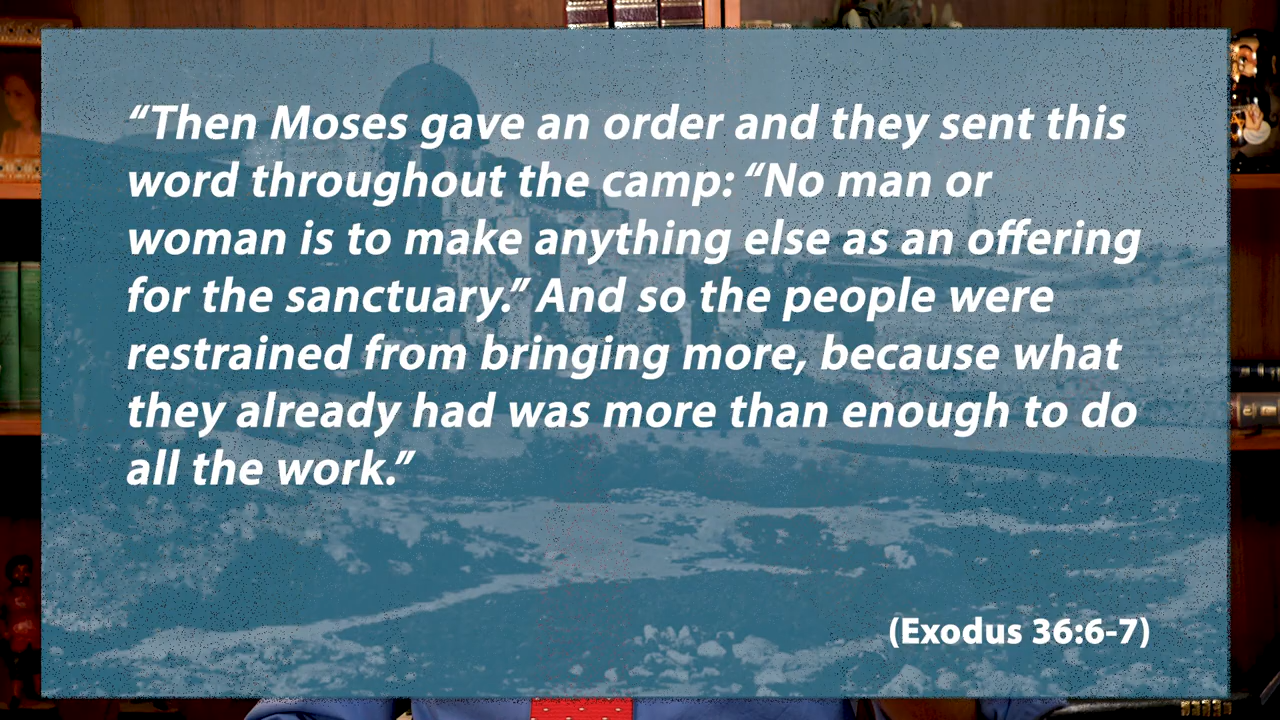 “Then Moses gave an order and they sent this
word throughout the camp: “No man or
woman is to make anything else as an offering
for the sanctuary.” And so the people were
restrained from bringing more, because what
they already had was more than enough to do
all the work.”
(Exodus 36:6-7)